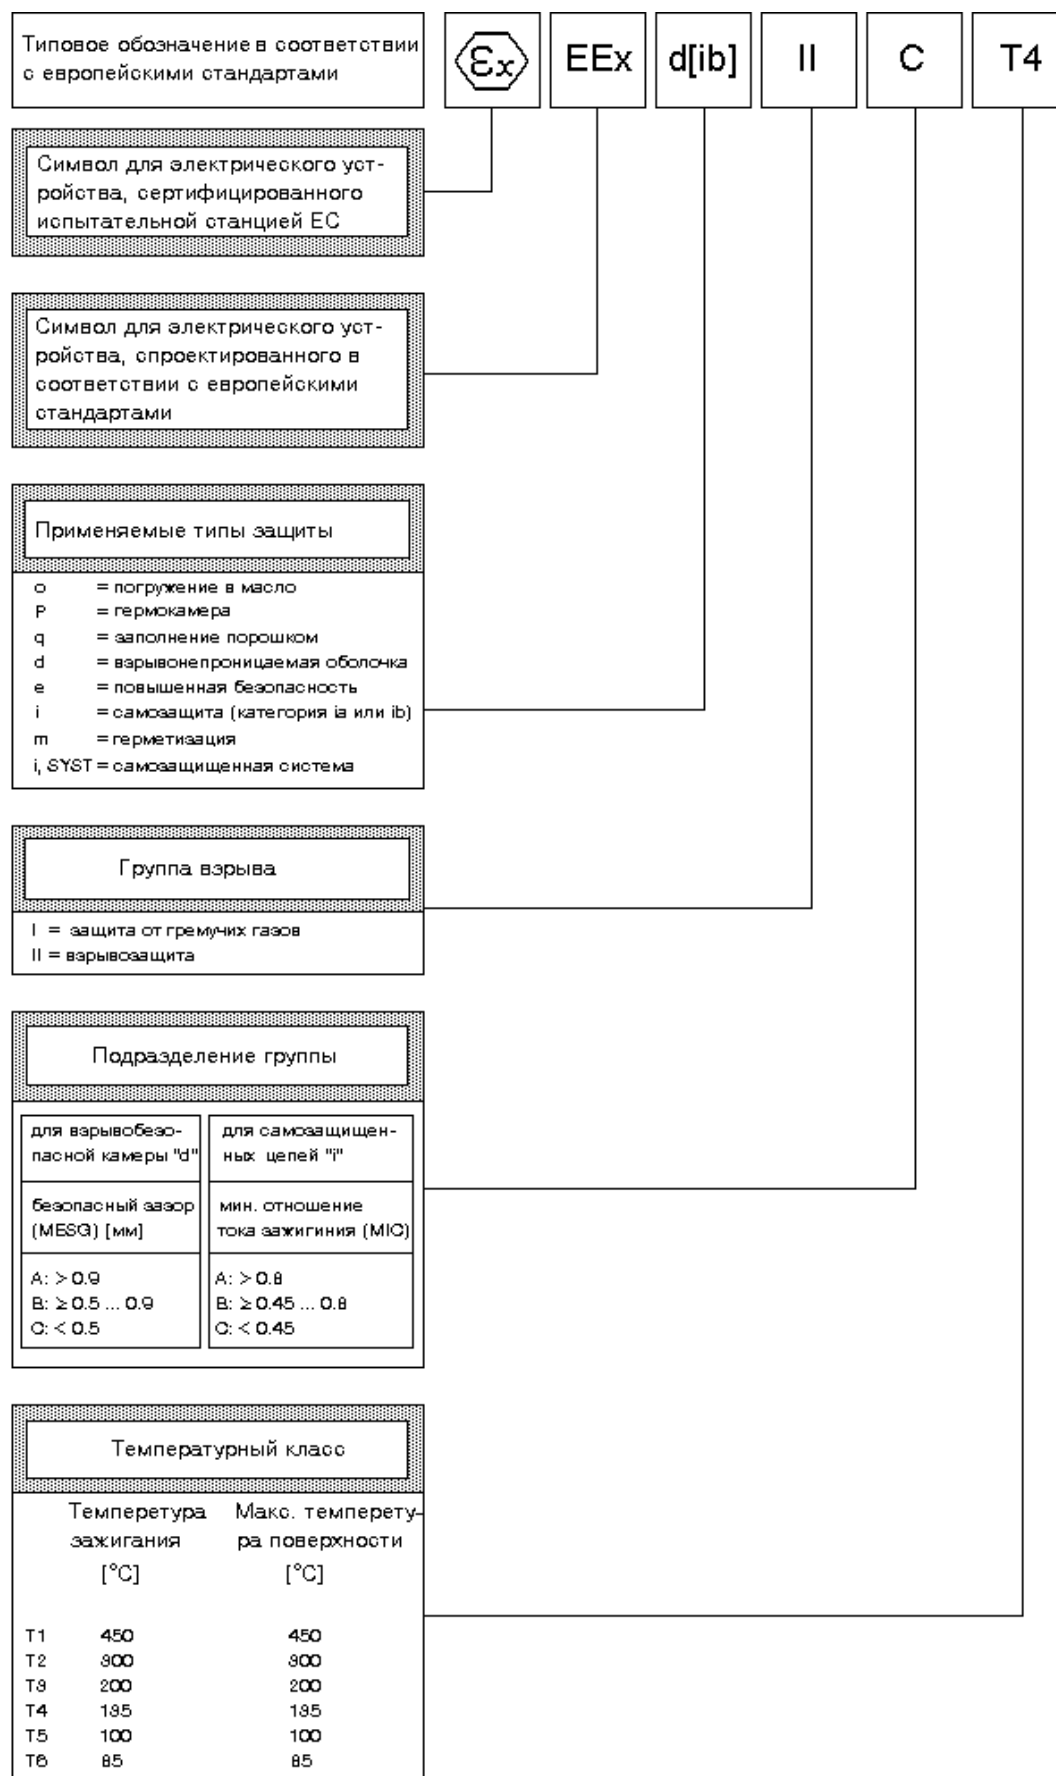 Типовое обозначение в соответствии
с европейскими стандартами
εx
EEx
d[ib]
II
C
T4
Символ для электрического уст-
ройства, сертифицированного
испытательной станцией ЕС
Символ для электрического уст-
ройства, спроектированного в
соответствии с европейскими
стандартами
Применяемые типы защиты
o = погружение в масло
P = гермокамера
q = заполнение порошком
d = взрывонепроницаемая оболочка
e = повышенная безопасность
i = самозащита (категория ia или ib)
m = герметизация
i, SYST = самозащищенная система
Группа взрыва
I = защита от гремучих газов
II = взрывозащита
Подразделение группы
для взрывобезо-
пасной камеры "d"
безопасный зазор
(MESG) [мм]
A: > 0.9
B: ≥ 0.5 ... 0.9
C: < 0.5
для самозащищен-
ных цепей "i"
мин. отношение
тока зажигиния (MIC)
A: > 0.8
B: ≥ 0.45 ... 0.8
C: < 0.45
Температурный класс
Темперетура
зажигания
[°C]
Макс. темперету-
ра поверхности
[°C]
T1 450 450
T2 300 300
T3 200 200
T4 135 135
T5 100 100
T6 85 85